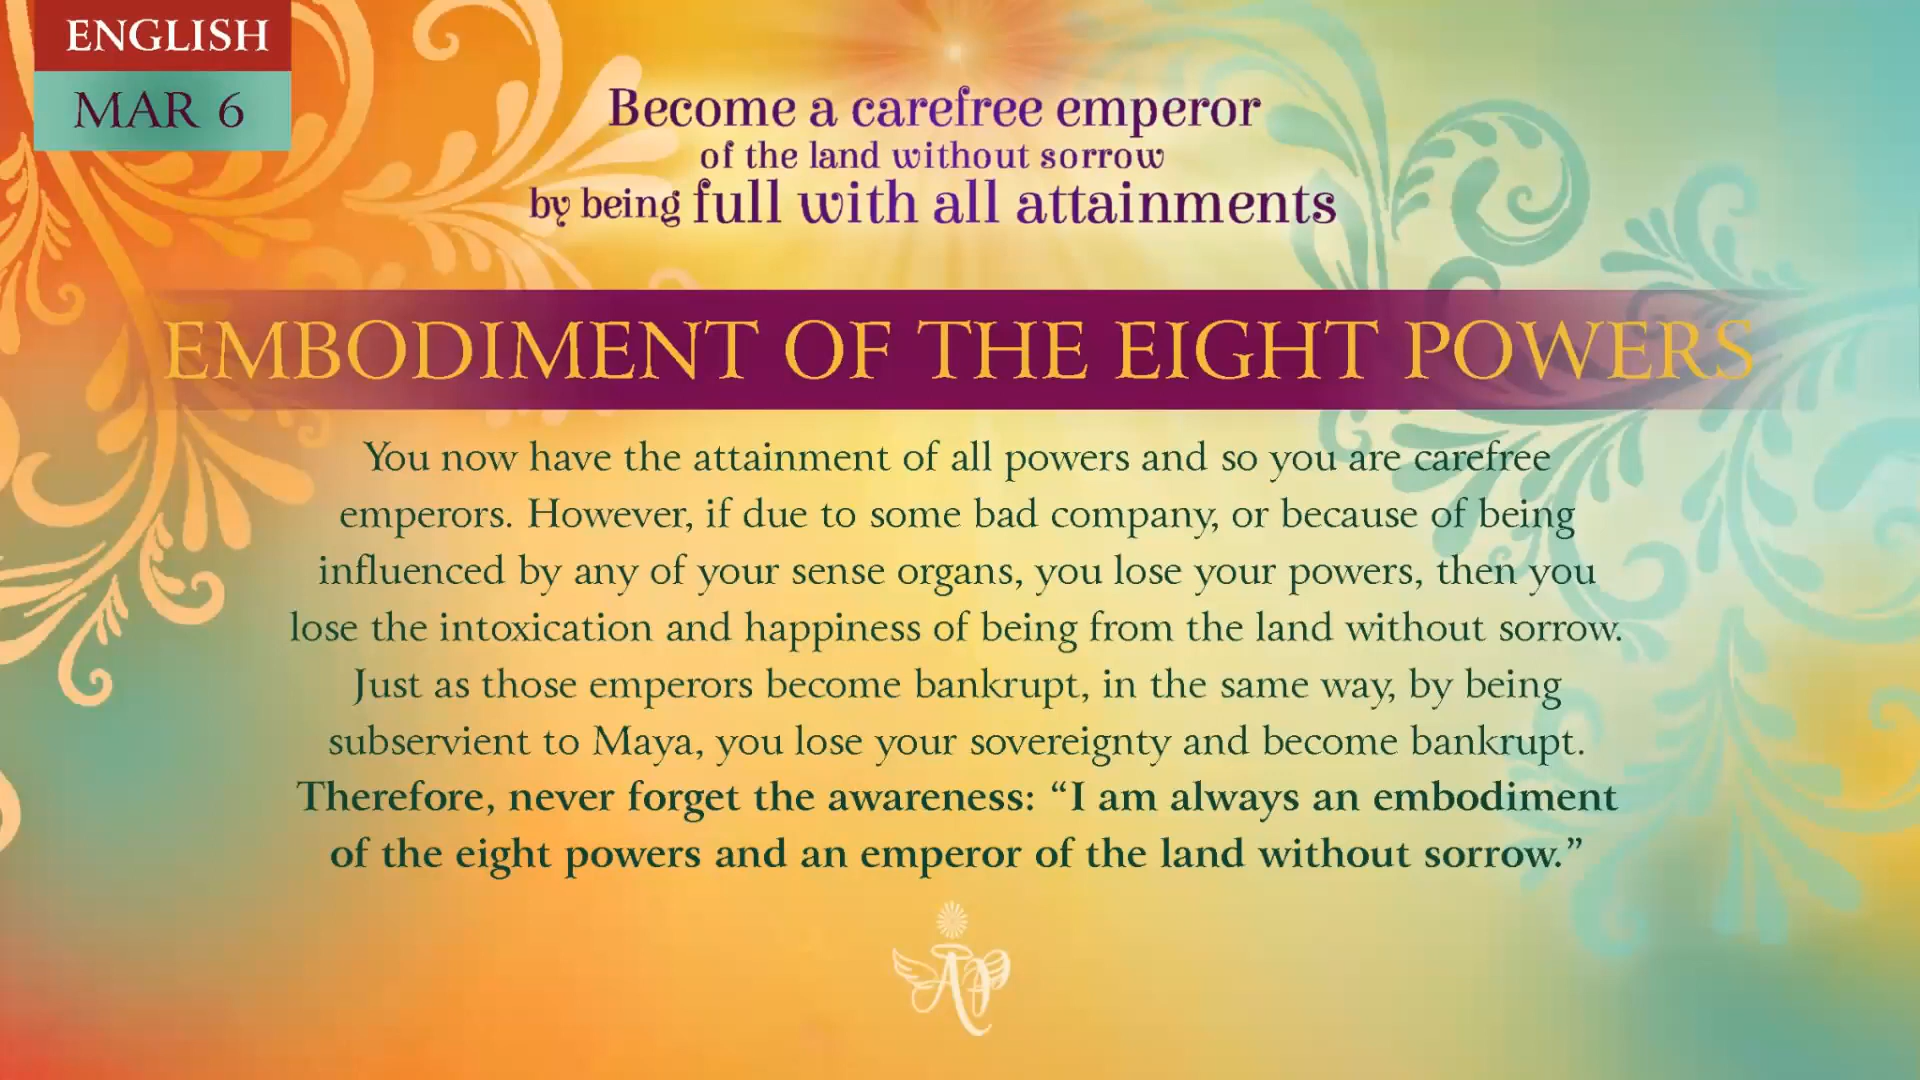 ENGLISH
MAR 6
Become a carefree emperor
of the land without sorrow
by being full with all attainments
EMBODIMENT OF THE EIGHT POWERS
You now have the attainment of all powers and so you are carefree
emperors. However, if due to some bad company, or because of being
influenced by any of your sense organs, you lose your powers, then you
lose the intoxication and happiness of being from the land without sorrow.
Just as those emperors become bankrupt, in the same way, by being
subservient to Maya, you lose your sovereignty and become bankrupt.
Therefore, never forget the awareness: “I am always an embodiment
of the eight powers and an emperor of the land without sorrow.”
AP